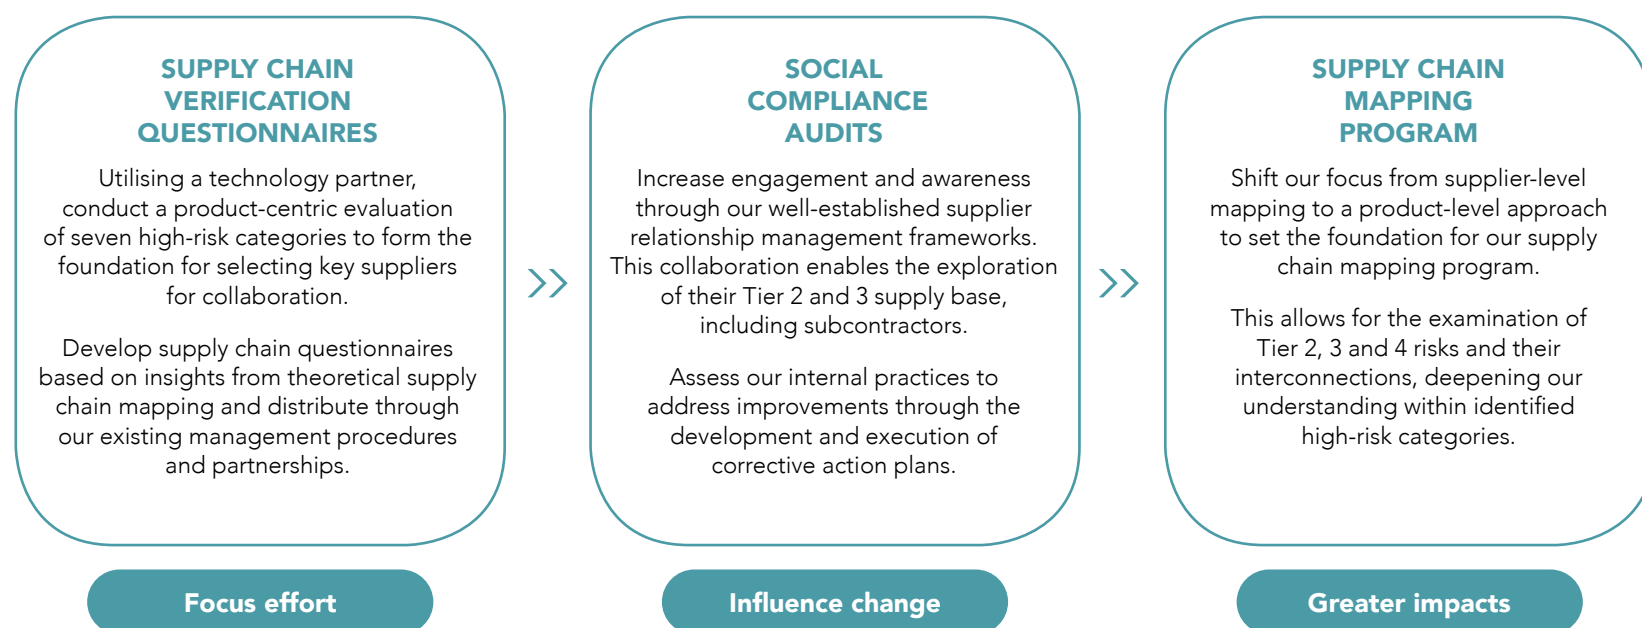 SUPPLY CHAIN
VERIFICATION
QUESTIONNAIRES
Utilising a technology partner,
conduct a product-centric evaluation
of seven high-risk categories to form the
foundation for selecting key suppliers
for collaboration.
Develop supply chain questionnaires
based on insights from theoretical supply
chain mapping and distribute through
our existing management procedures
and partnerships.
Focus effort
SOCIAL
COMPLIANCE
AUDITS
Increase engagement and awareness
through our well-established supplier
relationship management frameworks.
This collaboration enables the exploration
of their Tier 2 and 3 supply base,
including subcontractors.
Assess our internal practices to
address improvements through the
development and execution of
corrective action plans.
Influence change
SUPPLY CHAIN
MAPPING
PROGRAM
Shift our focus from supplier-level
mapping to a product-level approach
to set the foundation for our supply
chain mapping program.
This allows for the examination of
Tier 2, 3 and 4 risks and their
interconnections, deepening our
understanding within identified
high-risk categories.
Greater impacts